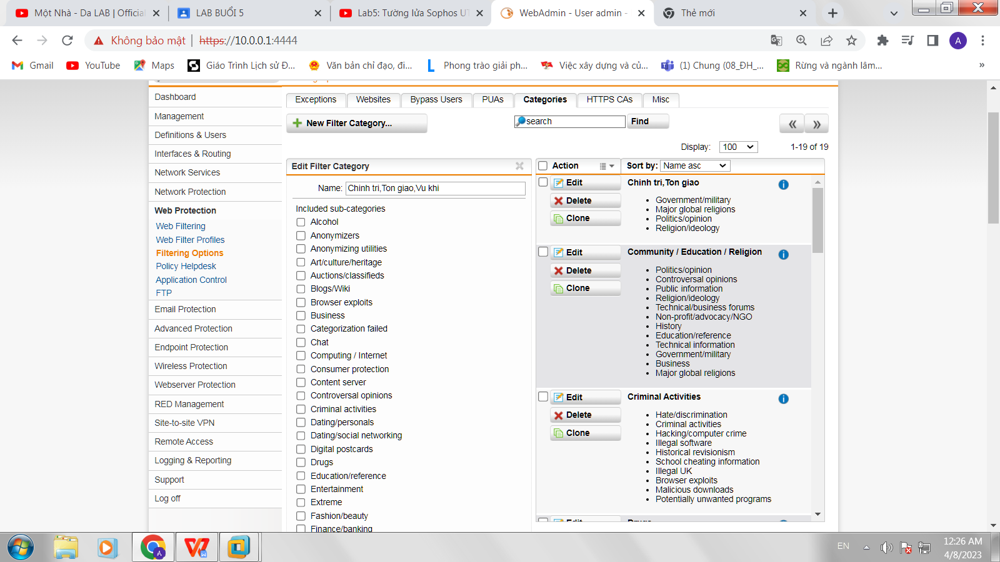 Một Nhà - Da LAB | Official
LAB BUỔI 5
Lab5: Tường lửa Sophos UT
WebAdmin - User admin -
Thẻ mới
Không bảo mật | https://10.0.0.1:4444
A
Gmail
YouTube
Maps
Giáo Trình Lịch sử Đ...
Văn bản chỉ đạo, đi...
Phong trào giải ph...
Việc xây dựng và củ...
(1) Chung (08_ĐH_...
Rừng và ngành lâm...
»
Dashboard
Management
Definitions & Users
Interfaces & Routing
Network Services
Network Protection
Web Protection
Web Filtering
Web Filter Profiles
Filtering Options
Policy Helpdesk
Application Control
FTP
Email Protection
Advanced Protection
Endpoint Protection
Wireless Protection
Webserver Protection
RED Management
Site-to-site VPN
Remote Access
Logging & Reporting
Support
Log off
Exceptions
Websites
Bypass Users
PUAs
Categories
HTTPS CAs
Misc
New Filter Category...
search
Find
«
»
Display: 100
1-19 of 19
Edit Filter Category
Name: Chinh tri,Ton giao,Vu khi
Included sub-categories
Alcohol
Anonymizers
Anonymizing utilities
Art/culture/heritage
Auctions/classifieds
Blogs/Wiki
Browser exploits
Business
Categorization failed
Chat
Computing / Internet
Consumer protection
Content server
Controversal opinions
Criminal activities
Dating/personals
Dating/social networking
Digital postcards
Drugs
Education/reference
Entertainment
Extreme
Fashion/beauty
Finance/banking
Action
Sort by: Name asc
Edit
Delete
Clone
Chinh tri,Ton giao
Government/military
Major global religions
Politics/opinion
Religion/ideology
Edit
Delete
Clone
Community / Education / Religion
Politics/opinion
Controversal opinions
Public information
Religion/ideology
Technical/business forums
Non-profit/advocacy/NGO
History
Education/reference
Technical information
Government/military
Business
Major global religions
Edit
Delete
Clone
Criminal Activities
Hate/discrimination
Criminal activities
Hacking/computer crime
Illegal software
Historical revisionism
School cheating information
Illegal UK
Browser exploits
Malicious downloads
Potentially unwanted programs
Edit
Drugs
EN
12:26 AM
4/8/2023